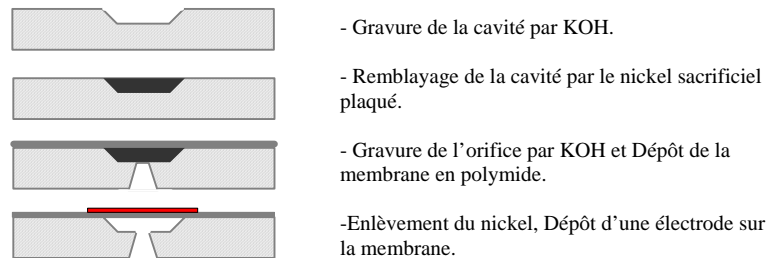 - Gravure de la cavité par KOH.
- Remblayage de la cavité par le nickel sacrificiel
plaqué.
- Gravure de l'orifice par KOH et Dépôt de la
membrane en polymide.
-Enlèvement du nickel, Dépôt d'une électrode sur
la membrane.